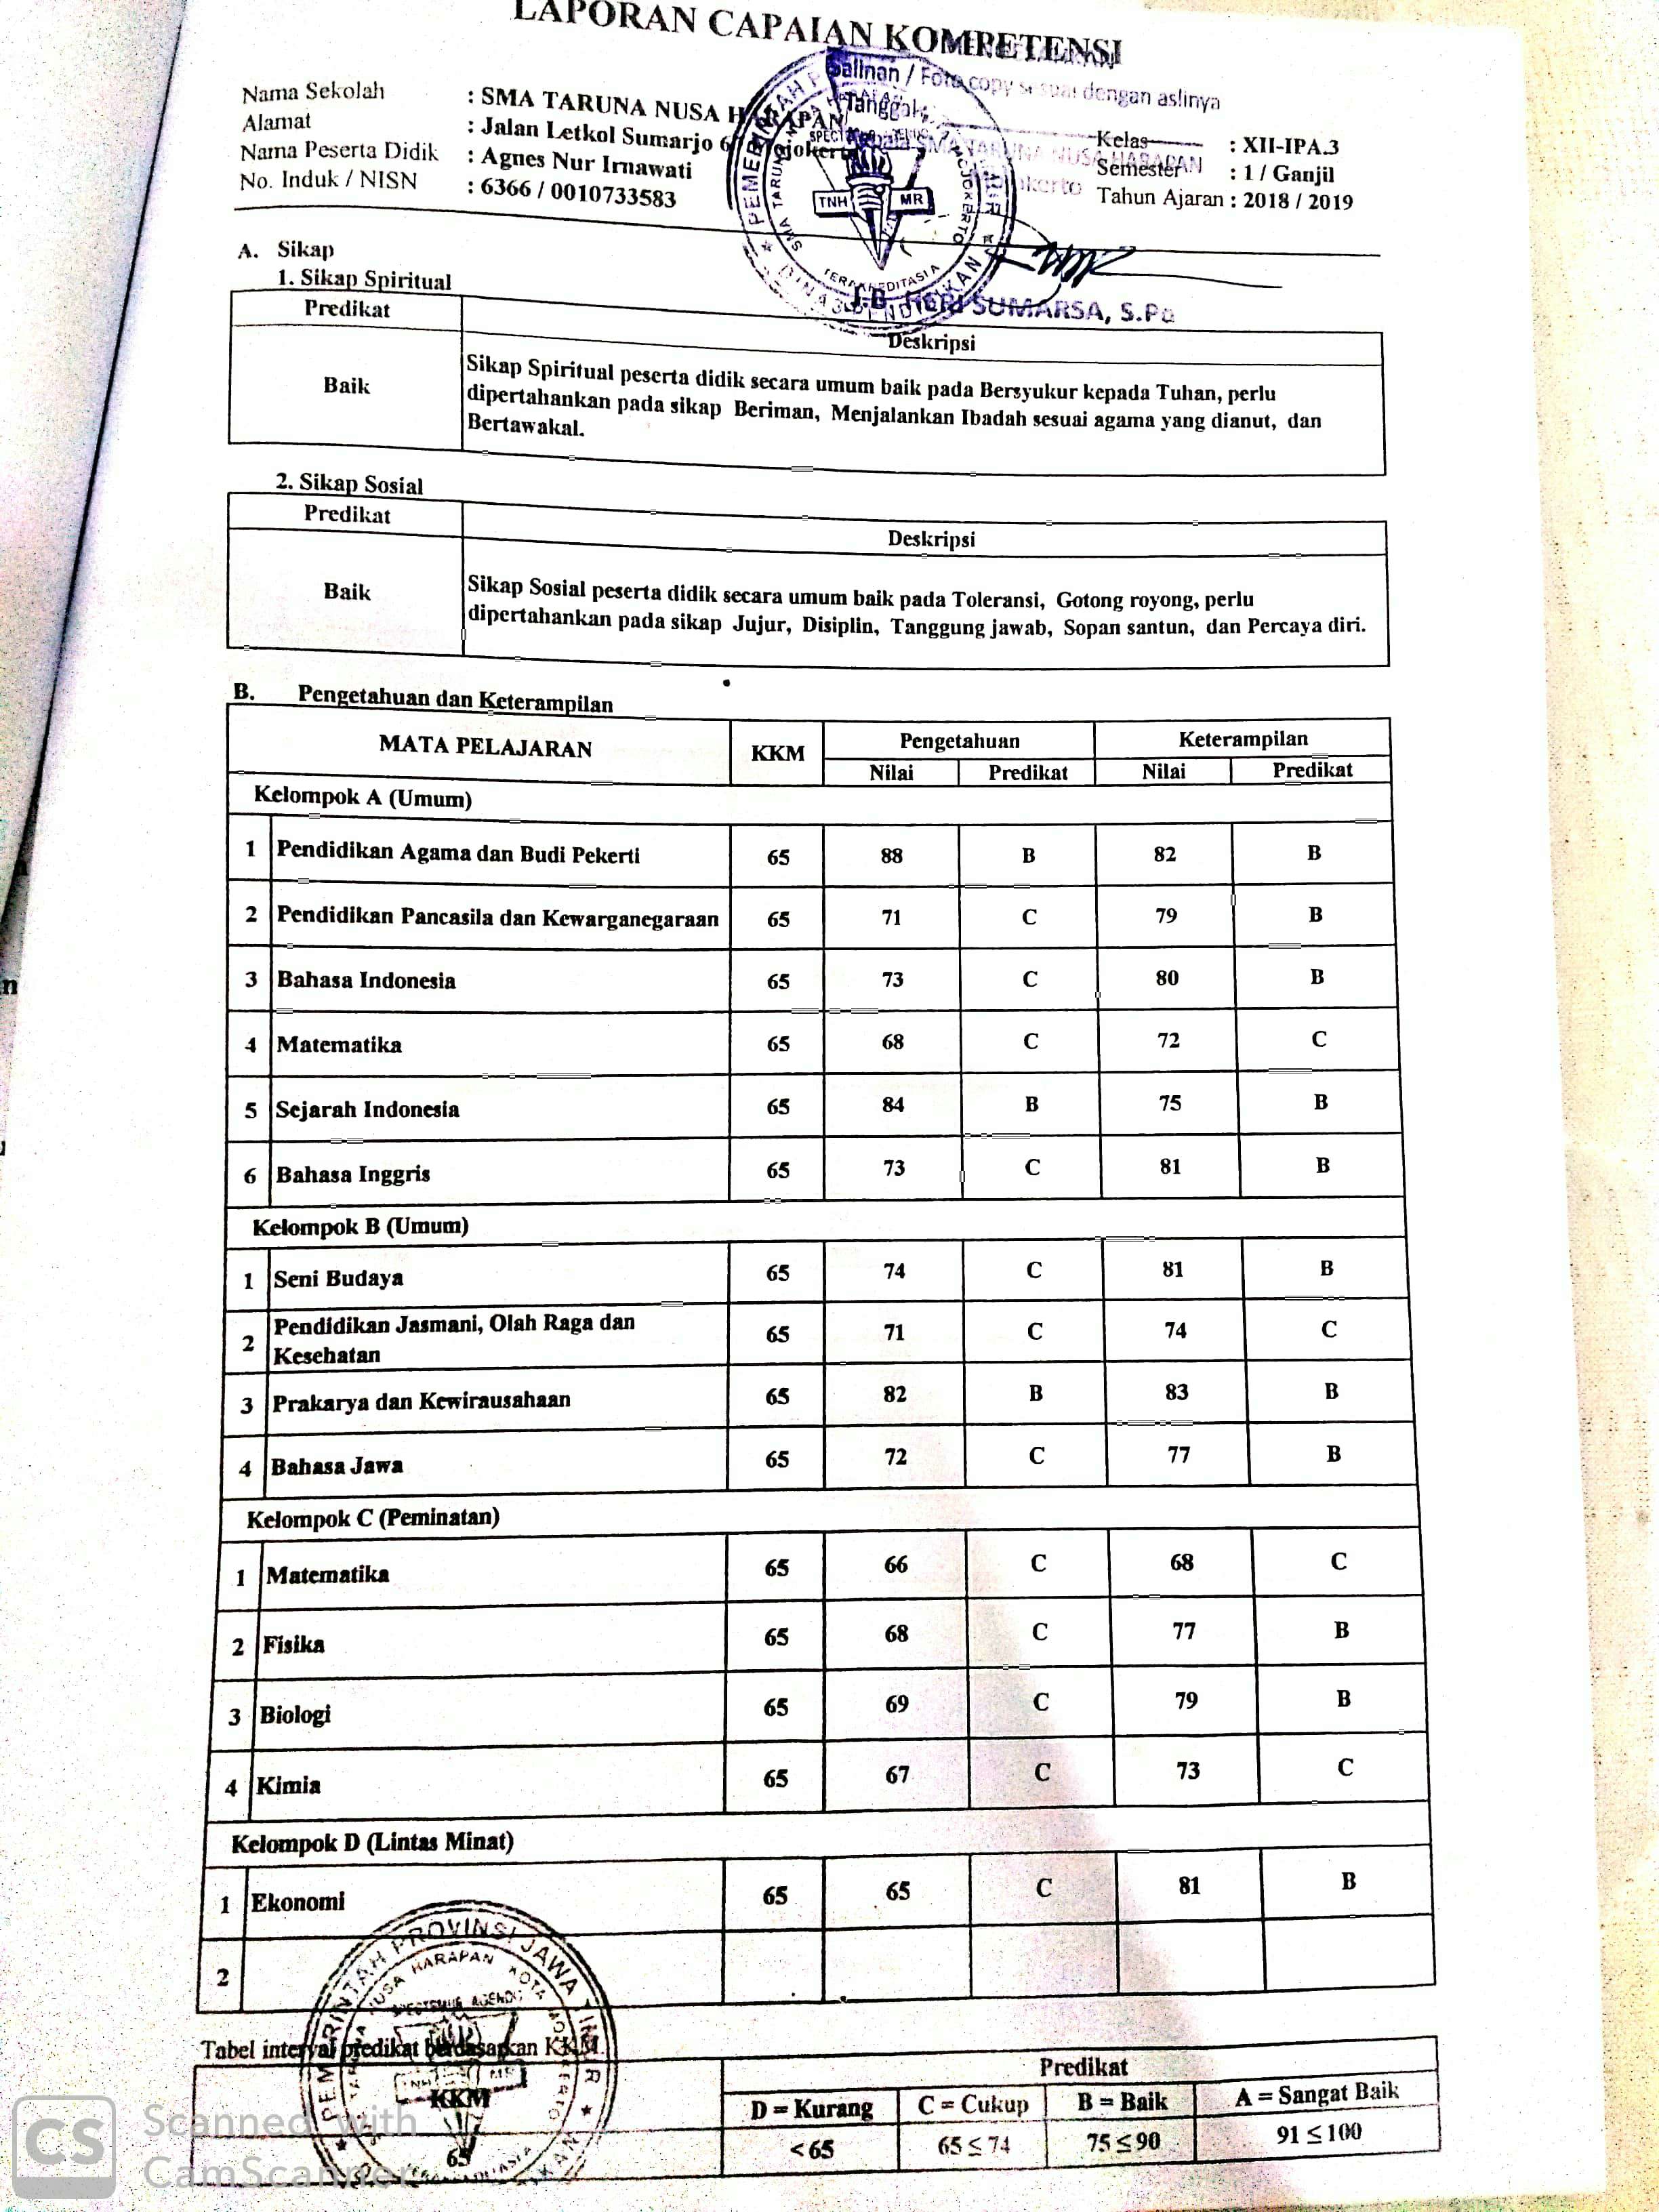 LAPORAN CAPAIAN KOMPETENSI
Salinan / Foto copy sesuai dengan aslinya
Tanggal,
Nama Sekolah : SMA TARUNA NUSA HARAPAN
Kelas : XII-IPA.3
Alamat : Jalan Letkol Sumarjo Mojokerto
Semester : 1 / Ganjil
Nama Peserta Didik : Agnes Nur Irnawati
Tahun Ajaran : 2018 / 2019
No. Induk / NISN : 6366 / 0010733583
Kepala SMA TARUNA NUSA HARAPAN
TNH MR
TERAKREDITASI A
SUMARSA, S.Pd
A. Sikap
1. Sikap Spiritual
Predikat Deskripsi
Baik
Sikap Spiritual peserta didik secara umum baik pada Bersyukur kepada Tuhan, perlu
dipertahankan pada sikap Beriman, Menjalankan Ibadah sesuai agama yang dianut, dan
Bertawakal.
2. Sikap Sosial
Predikat Deskripsi
Baik
Sikap Sosial peserta didik secara umum baik pada Toleransi, Gotong royong, perlu
dipertahankan pada sikap Jujur, Disiplin, Tanggung jawab, Sopan santun, dan Percaya diri.
B. Pengetahuan dan Keterampilan
MATA PELAJARAN KKM Pengetahuan Keterampilan
Nilai Predikat Nilai Predikat
Kelompok A (Umum)
1 Pendidikan Agama dan Budi Pekerti 65 88 B 82 B
2 Pendidikan Pancasila dan Kewarganegaraan 65 71 C 79 B
3 Bahasa Indonesia 65 73 C 80 B
4 Matematika 65 68 C 72 C
5 Sejarah Indonesia 65 84 B 75 B
6 Bahasa Inggris 65 73 C 81 B
Kelompok B (Umum)
1 Seni Budaya 65 74 C 81 B
2 Pendidikan Jasmani, Olah Raga dan
Kesehatan 65 71 C 74 C
3 Prakarya dan Kewirausahaan 65 82 B 83 B
4 Bahasa Jawa 65 72 C 77 B
Kelompok C (Peminatan)
1 Matematika 65 66 C 68 C
2 Fisika 65 68 C 77 B
3 Biologi 65 69 C 79 B
4 Kimia 65 67 C 73 C
Kelompok D (Lintas Minat)
1 Ekonomi 65 65 C 81 B
2
PEMERINTAH PROVINSI JAWA TIMUR
Tabel interval predikat berdasarkan KKM
KKM Predikat
D = Kurang C = Cukup B = Baik A = Sangat Baik
65 < 65 65 ≤ 74 75 ≤ 90 91 ≤ 100
CS Scanned with
CamScanner